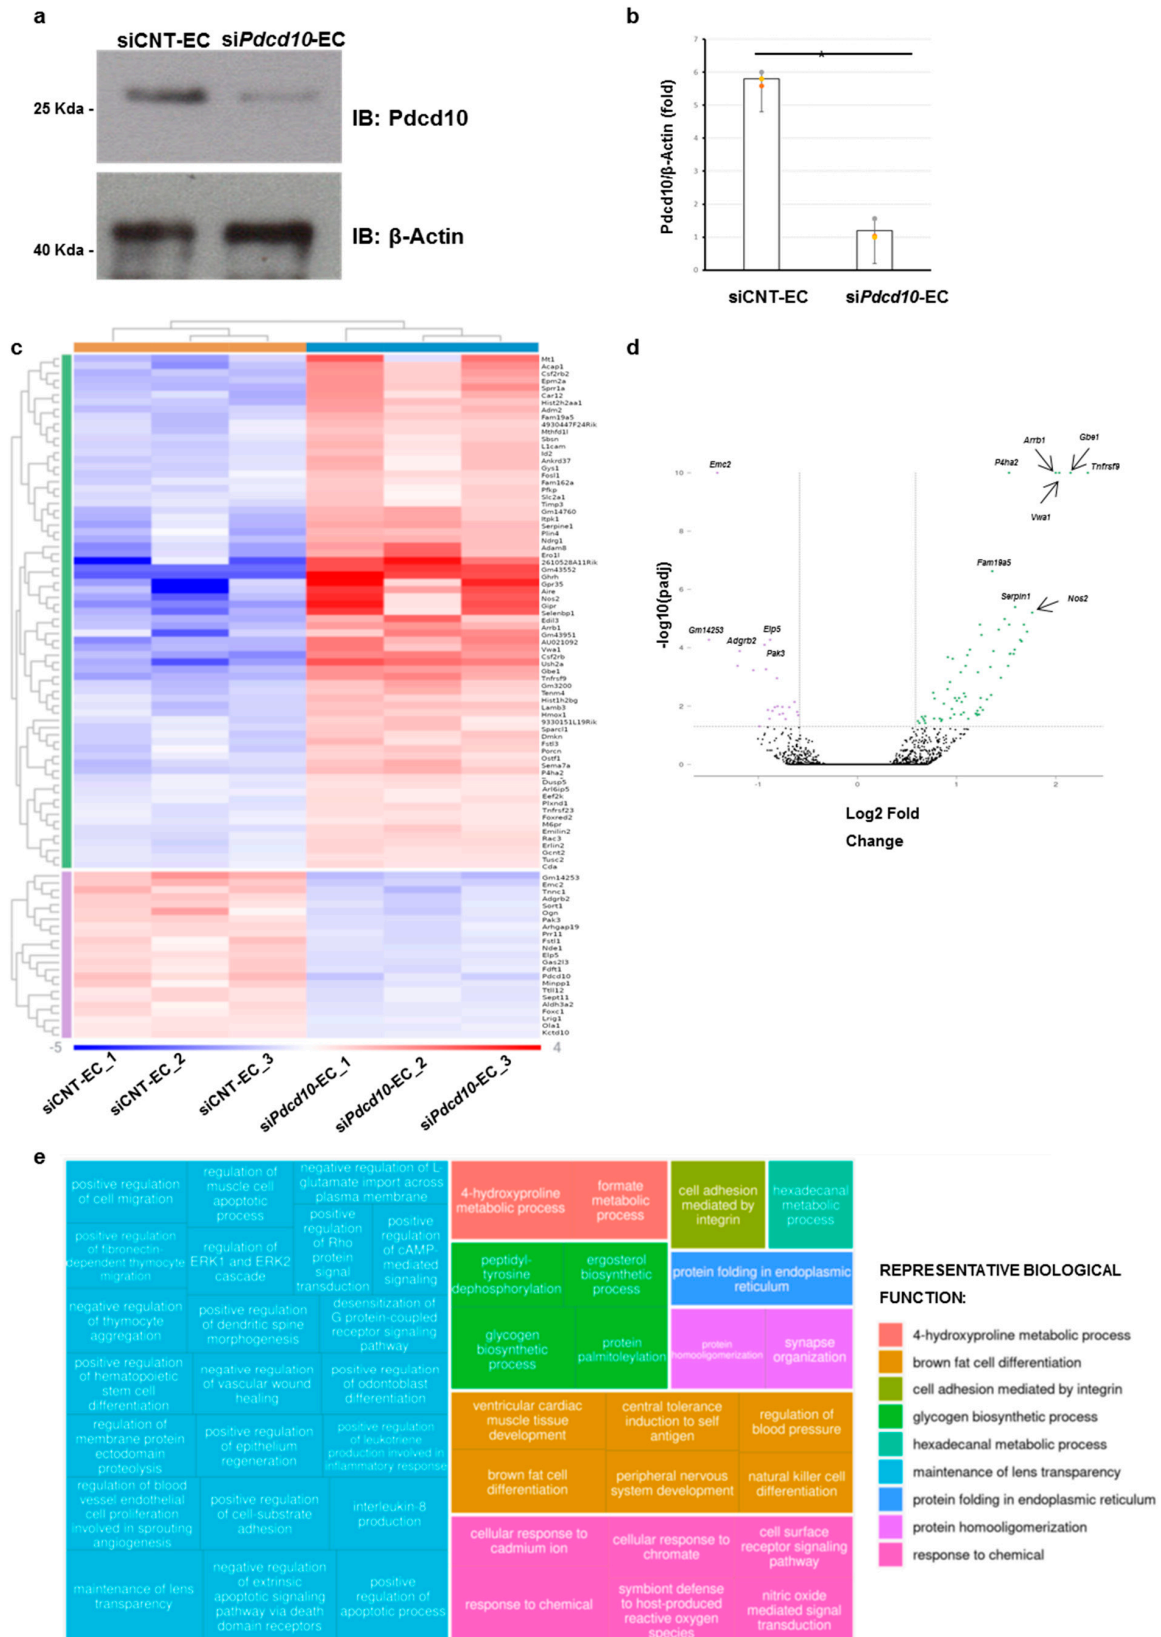 a
siCNT-EC siPdcd10-EC
25 Kda -
IB: Pdcd10
40 Kda -
IB: β-Actin
b
7
6
5
4
3
2
1
0
Pdcd10/β-Actin (fold)
siCNT-EC siPdcd10-EC
c
Mt1
Acap1
Csf2rb2
Epm2a
Sprr1a
Car12
Hist2h2aa1
Adm2
Fam19a5
4930447F24Rik
Mthfd1l
Sbsn
L1cam
Id2
Ankrd37
Gys1
Fosl1
Fam162a
Pfkp
Slc2a1
Timp3
Gm14760
Itpk1
Serpine1
Plin4
Ndrg1
Adam8
Ero1l
2610528A11Rik
Gm43552
Ghrh
Gpr35
Aire
Nos2
Gipr
Selenbp1
Edil3
Arrb1
Gm43951
AU021092
Vwa1
Csf2rb
Ush2a
Gbe1
Tnfrsf9
Gm3200
Tenm4
Hist1h2bg
Lamb3
Hmox1
9330151L19Rik
Sparcl1
Dmkn
Fstl3
Porcn
Ostf1
Sema7a
P4ha2
Dusp5
Arl6ip5
Eef2k
Plxnd1
Tnfrsf23
Foxred2
M6pr
Emilin2
Rac3
Erlin2
Gcnt2
Tusc2
Cda
Gm14253
Emc2
Tnnc1
Adgrb2
Sort1
Ogn
Pak3
Arhgap19
Prr11
Fstl1
Nde1
Elp5
Gas2l3
Fdft1
Pdcd10
Minpp1
Ttll12
Sept11
Aldh3a2
Foxc1
Lrig1
Ola1
Kctd10
-5 4
siCNT-EC_1
siCNT-EC_2
siCNT-EC_3
siPdcd10-EC_1
siPdcd10-EC_2
siPdcd10-EC_3
d
Emc2
P4ha2
Arrb1
Gbe1
Tnfrsf9
Vwa1
Fam19a5
Serpin1
Nos2
Gm14253
Adgrb2
Elp5
Pak3
10
8
6
4
2
0
-log10(padj)
-1 0 1 2
Log2 Fold
Change
e
positive regulation
of cell migration
regulation of
muscle cell
apoptotic
process
negative regulation of L-
glutamate import across
plasma membrane
positive regulation
of fibronectin-
dependent thymocyte
migration
regulation of
ERK1 and ERK2
cascade
positive
regulation
of Rho
protein
signal
transduction
positive
regulation
of cAMP-
mediated
signaling
negative regulation
of thymocyte
aggregation
positive regulation
of dendritic spine
morphogenesis
desensitization of
G protein-coupled
receptor signaling
pathway
positive regulation
of hematopoietic
stem cell
differentiation
negative regulation
of vascular wound
healing
positive regulation
of odontoblast
differentiation
regulation of
membrane protein
ectodomain
proteolysis
positive regulation
of epithelium
regeneration
positive regulation
of leukotriene
production involved in
inflammatory response
regulation of blood
vessel endothelial
cell proliferation
involved in sprouting
angiogenesis
positive regulation
of cell-substrate
adhesion
interleukin-8
production
maintenance of lens
transparency
negative regulation
of extrinsic
apoptotic signaling
pathway via death
domain receptors
positive
regulation of
apoptotic process
4-hydroxyproline
metabolic process
formate
metabolic
process
peptidyl-
tyrosine
dephosphorylation
ergosterol
biosynthetic
process
glycogen
biosynthetic
process
protein
palmitoleylation
cell adhesion
mediated by
integrin
hexadecanal
metabolic
process
protein folding in endoplasmic
reticulum
protein
homooligomerization
synapse
organization
ventricular cardiac
muscle tissue
development
central tolerance
induction to self
antigen
regulation of
blood pressure
brown fat cell
differentiation
peripheral nervous
system development
natural killer cell
differentiation
cellular response to
cadmium ion
cellular response to
chromate
cell surface
receptor signaling
pathway
response to chemical
symbiont defense
to host-produced
reactive oxygen
species
nitric oxide
mediated signal
transduction
REPRESENTATIVE BIOLOGICAL
FUNCTION:
4-hydroxyproline metabolic process
brown fat cell differentiation
cell adhesion mediated by integrin
glycogen biosynthetic process
hexadecanal metabolic process
maintenance of lens transparency
protein folding in endoplasmic reticulum
protein homooligomerization
response to chemical